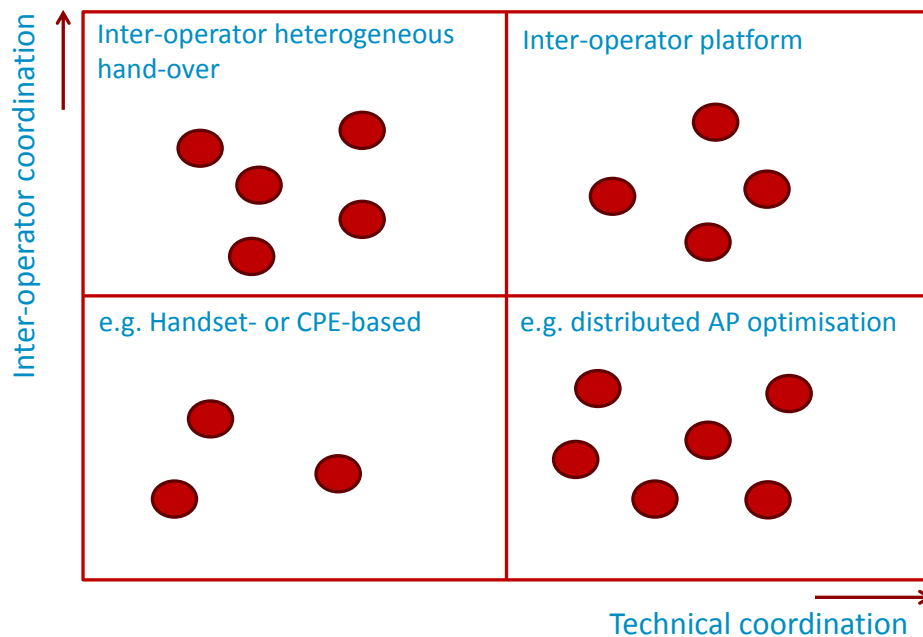 Inter-operator coordination
Inter-operator heterogeneous
hand-over
Inter-operator platform
e.g. Handset- or CPE-based
e.g. distributed AP optimisation
Technical coordination